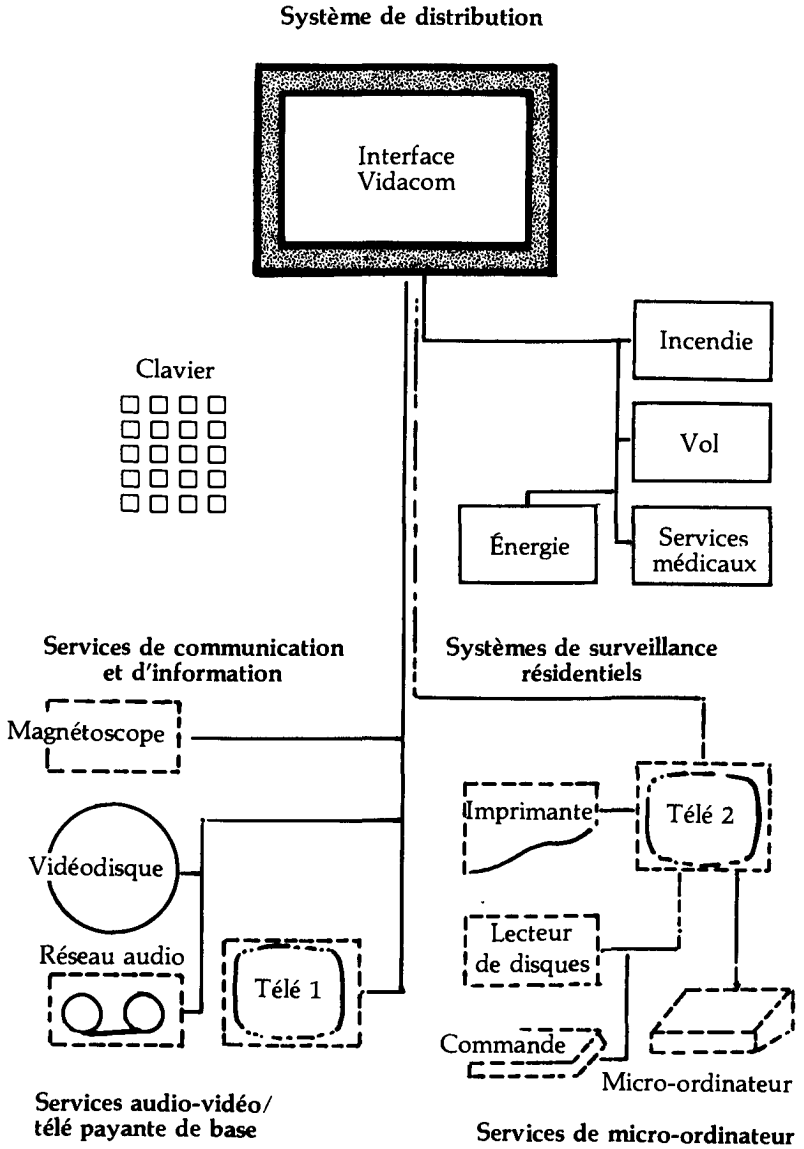 Système de distribution
Interface
Vidacom
Incendie
Clavier
Vol
Énergie
Services
médicaux
Services de communication
et d'information
Systèmes de surveillance
résidentiels
Magnétoscope
Imprimante
Télé 2
Vidéodisque
Réseau audio
Lecteur
de disques
Télé 1
Commande
Micro-ordinateur
Services audio-vidéo/
télé payante de base
Services de micro-ordinateur